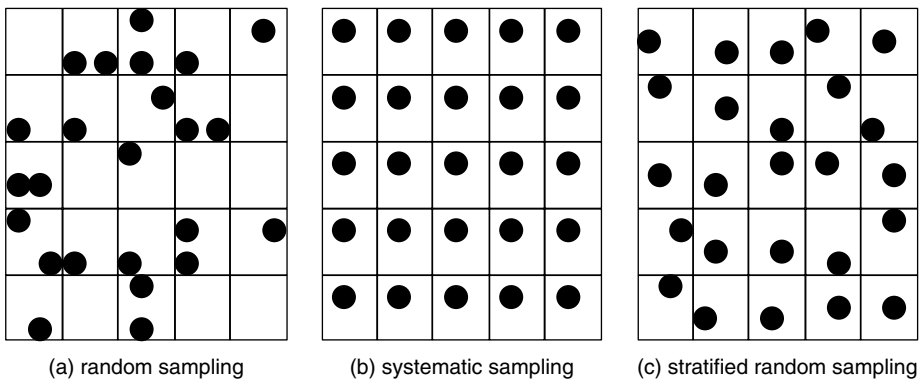 (a) random sampling
(b) systematic sampling
(c) stratified random sampling